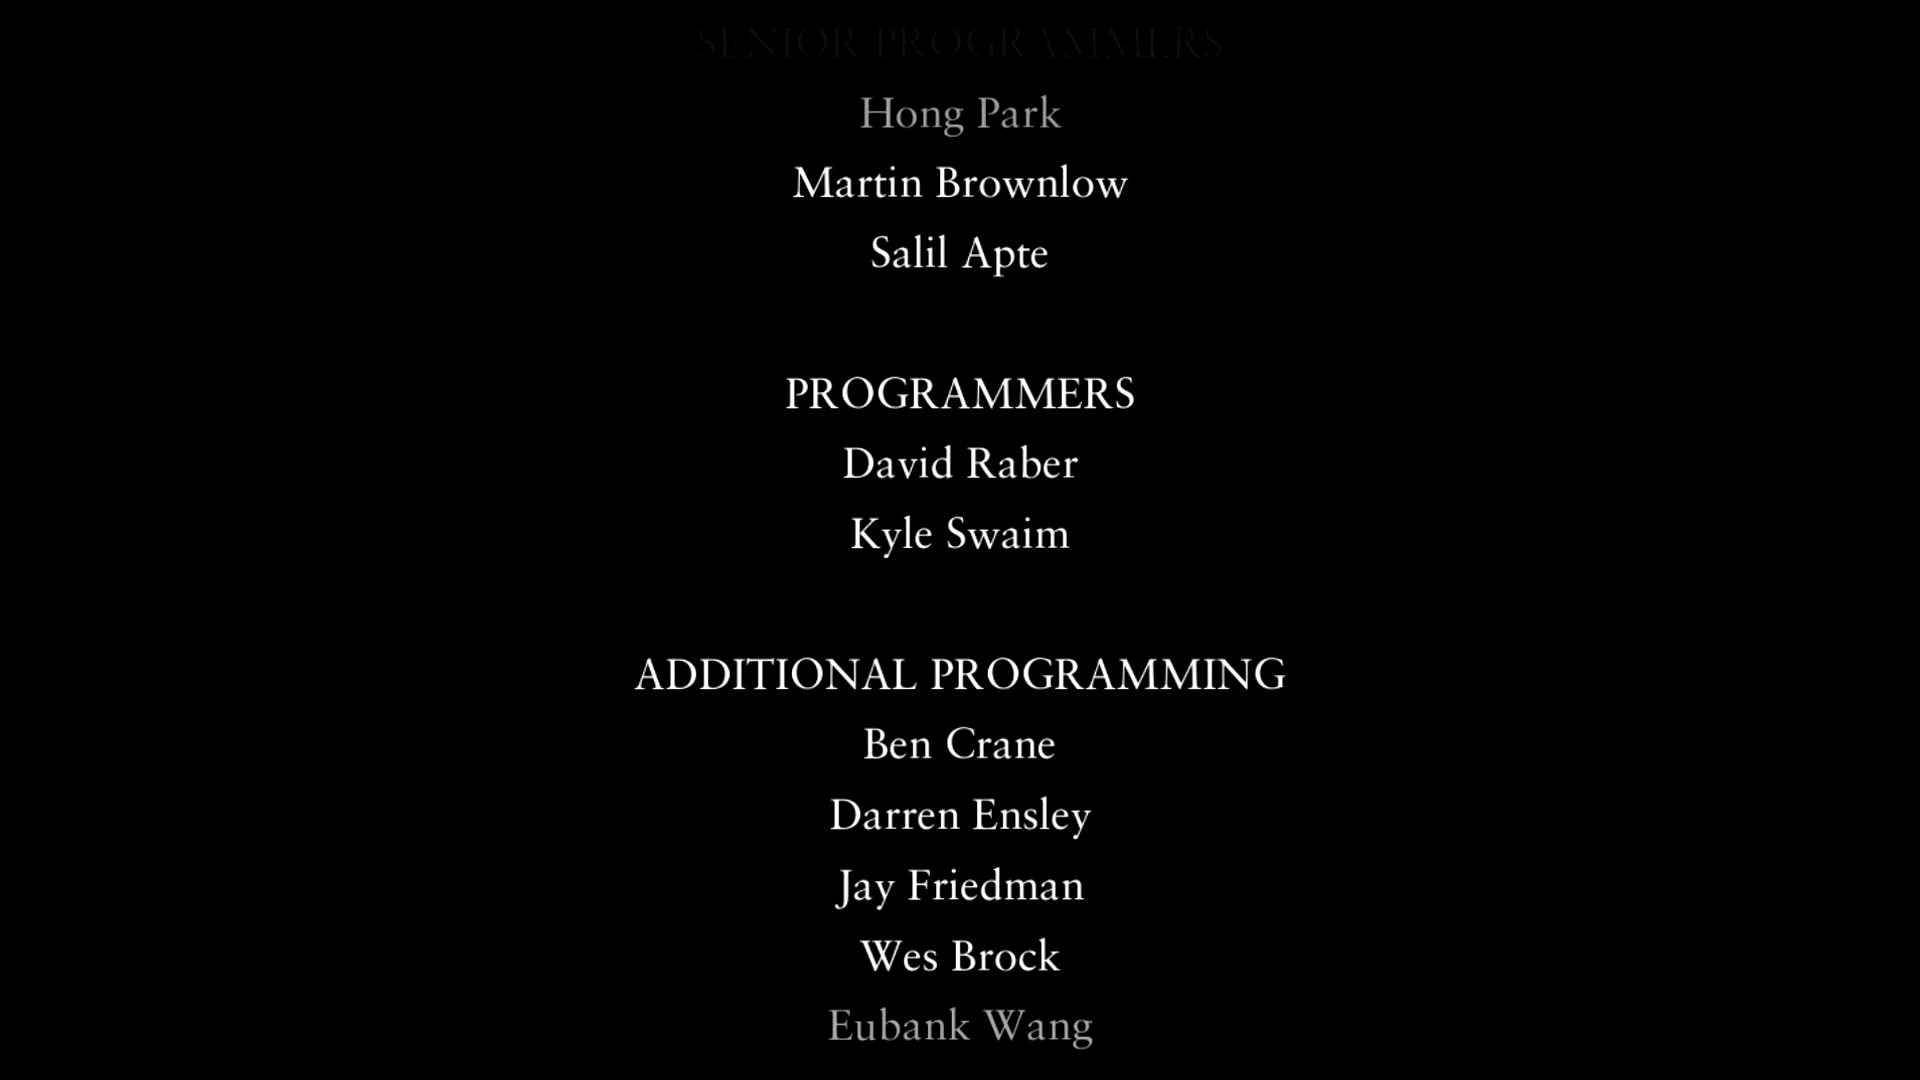 SENIOR PROGRAMMERS
Hong Park
Martin Brownlow
Salil Apte
PROGRAMMERS
David Raber
Kyle Swaim
ADDITIONAL PROGRAMMING
Ben Crane
Darren Ensley
Jay Friedman
Wes Brock
Eubank Wang